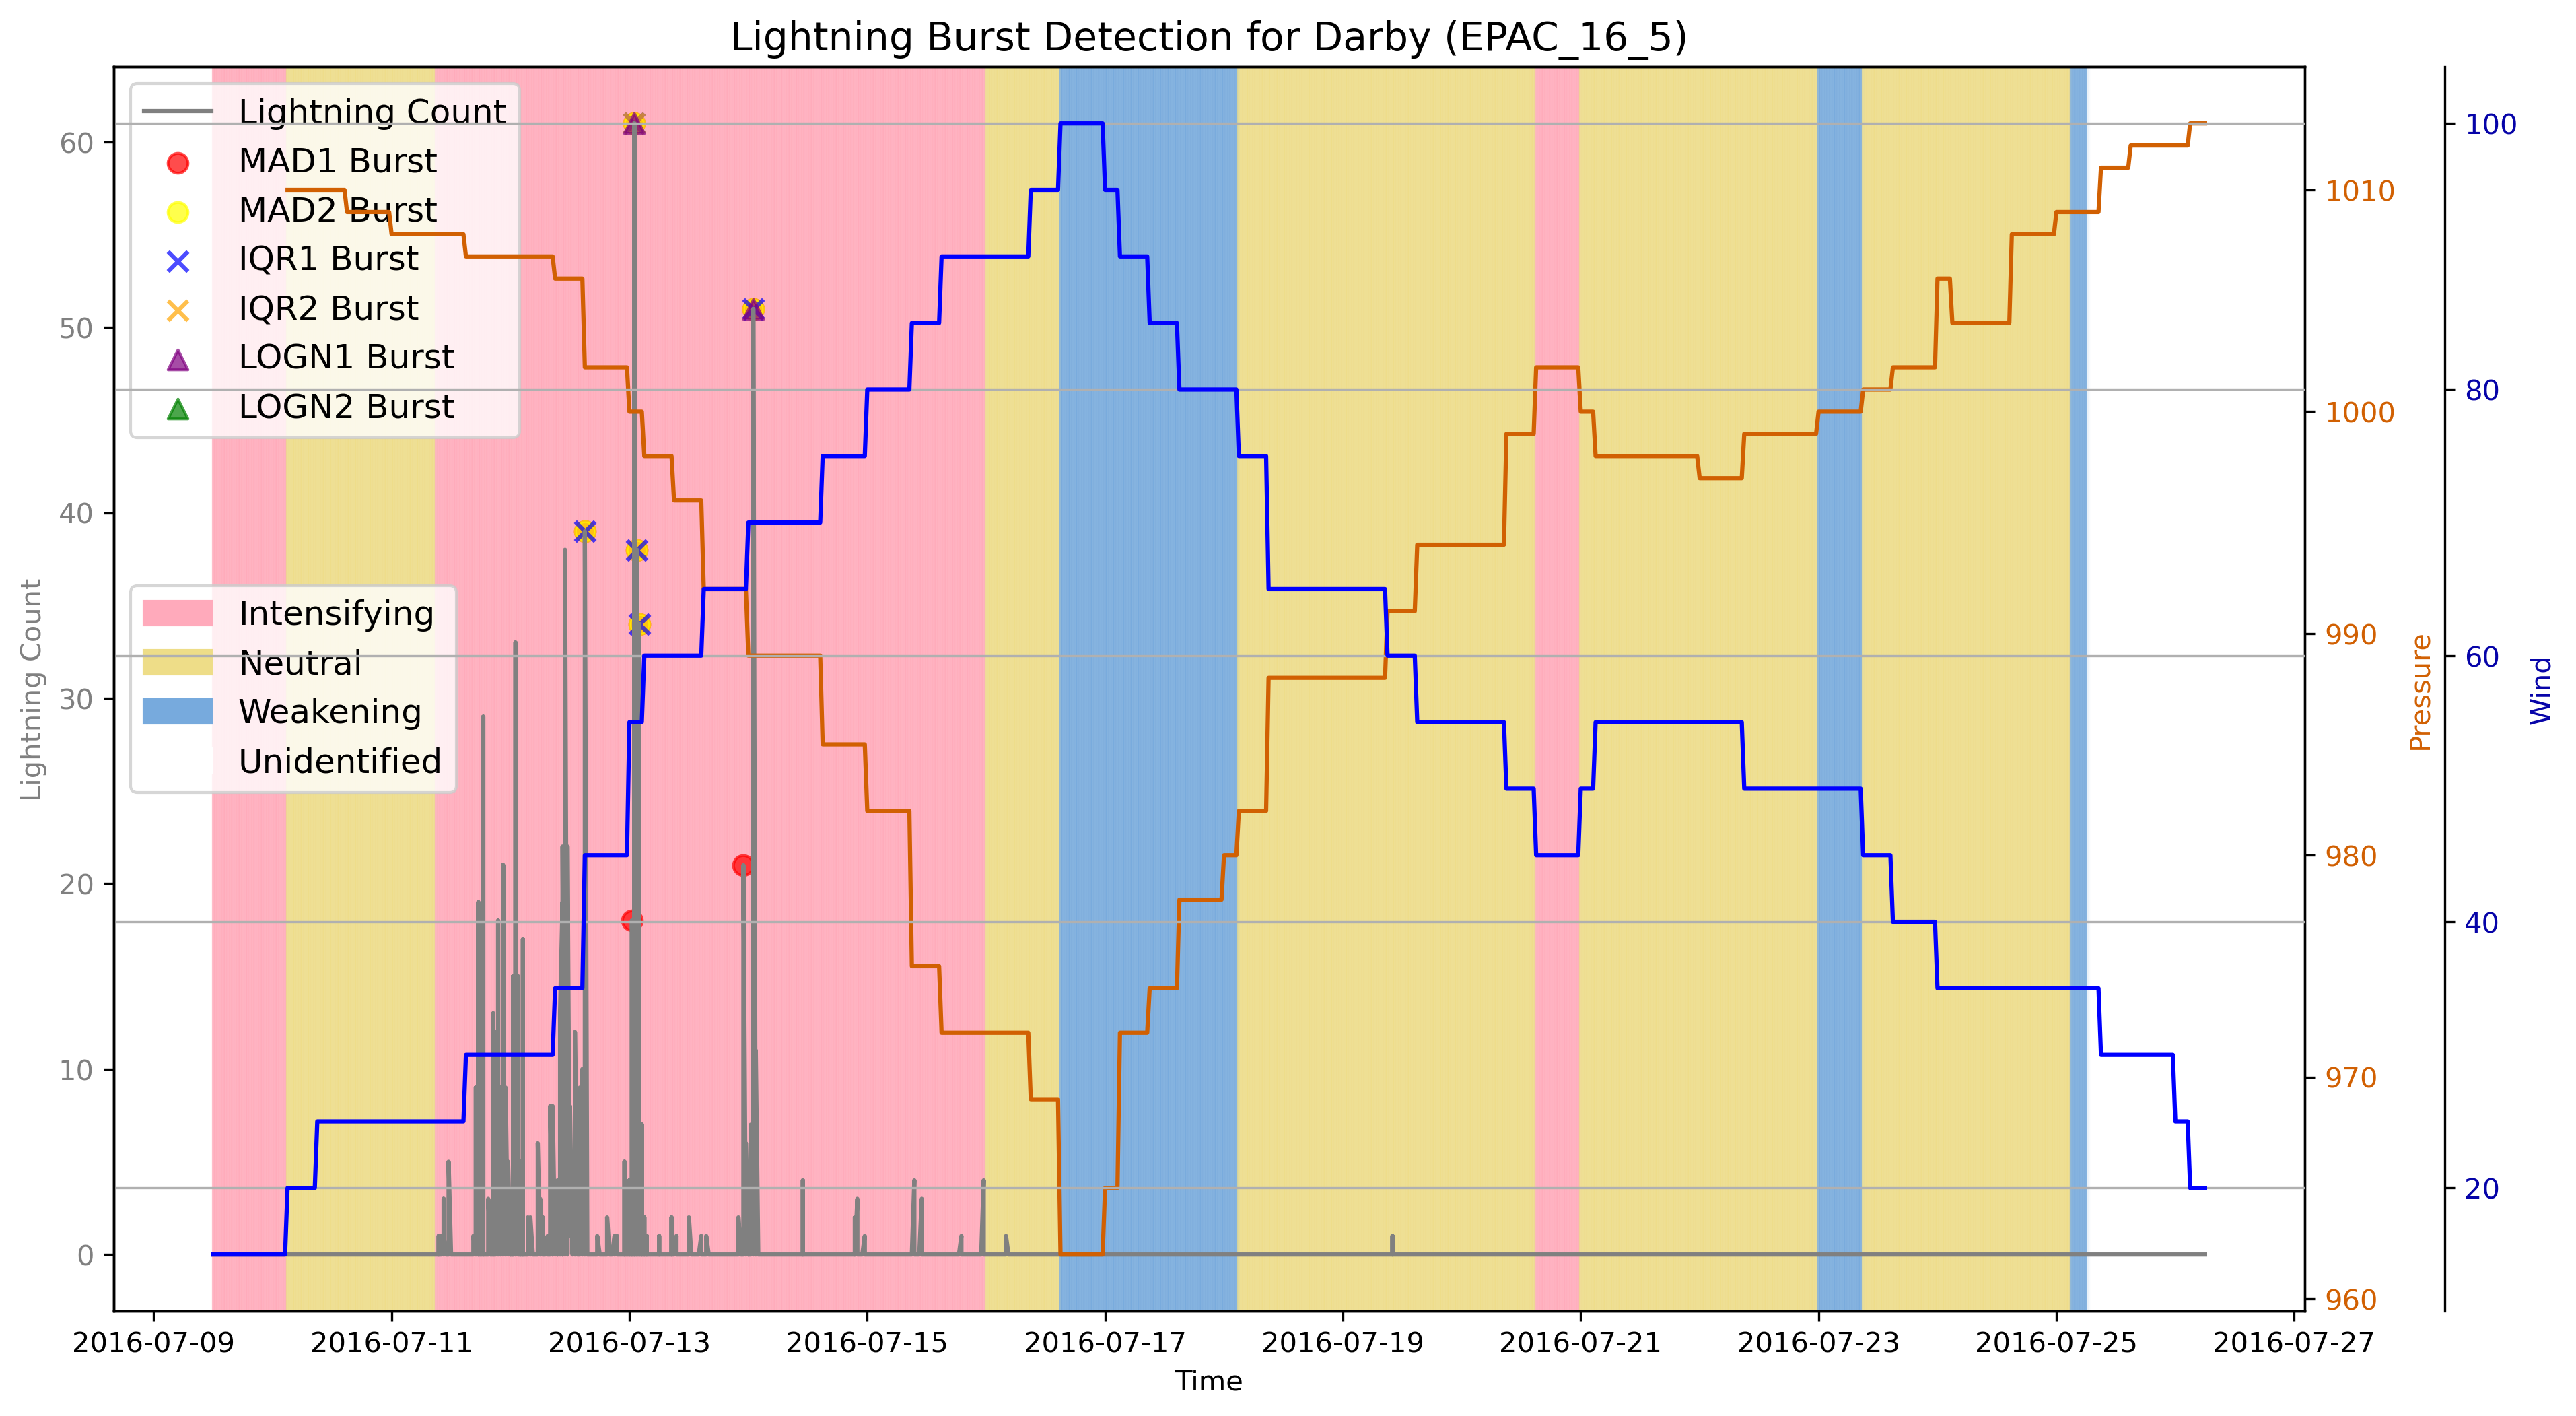 Lightning Burst Detection for Darby (EPAC_16_5)
Lightning Count
MAD1 Burst
MAD2 Burst
IQR1 Burst
IQR2 Burst
LOGN1 Burst
LOGN2 Burst
Intensifying
Neutral
Weakening
Unidentified
Lightning Count
60
50
40
30
20
10
0
1010
1000
990
980
970
960
Pressure
100
80
60
40
20
Wind
2016-07-09 2016-07-11 2016-07-13 2016-07-15 2016-07-17 2016-07-19 2016-07-21 2016-07-23 2016-07-25 2016-07-27
Time